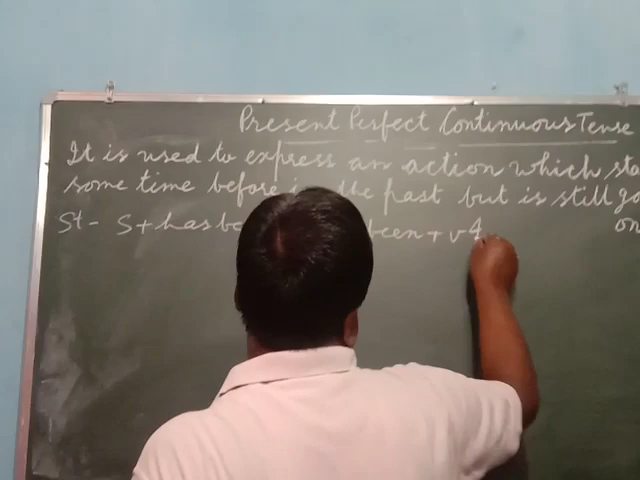 Present Perfect Continuous Tense
It is used to express an action which sta
some time before in the past but is still go
on
St - S + has be been + v4